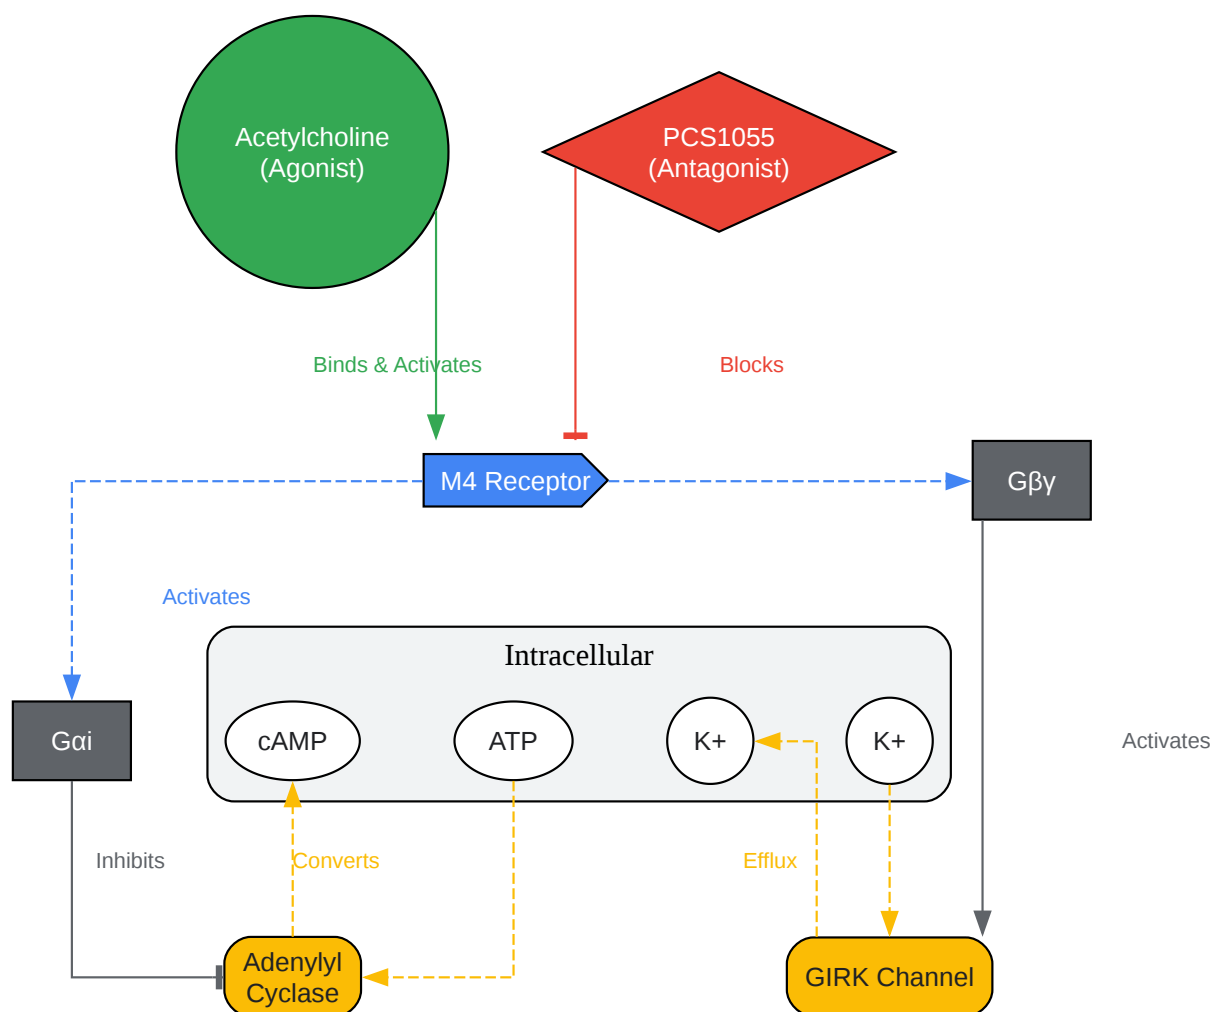 Acetylcholine
(Agonist)
PCS1055
(Antagonist)
Binds & Activates
Blocks
M4 Receptor
Gβγ
Activates
Intracellular
Gαi
cAMP
ATP
K+
K+
Activates
Inhibits
Converts
Efflux
Adenylyl
Cyclase
GIRK Channel